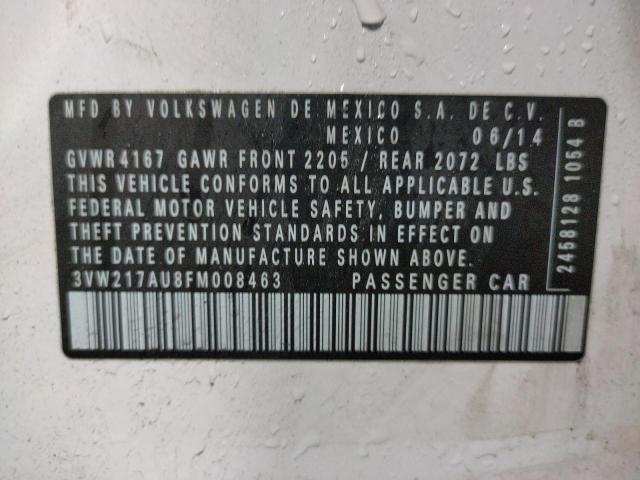 MFD BY VOLKSWAGEN DE MEXICO S.A. DE C.V.
MEXICO 06/14
GVWR 4167 GAWR FRONT 2205 / REAR 2072 LBS
THIS VEHICLE CONFORMS TO ALL APPLICABLE U.S.
FEDERAL MOTOR VEHICLE SAFETY, BUMPER AND
THEFT PREVENTION STANDARDS IN EFFECT ON
THE DATE OF MANUFACTURE SHOWN ABOVE.
3VW217AU8FM008463 PASSENGER CAR
2458128 1054 B